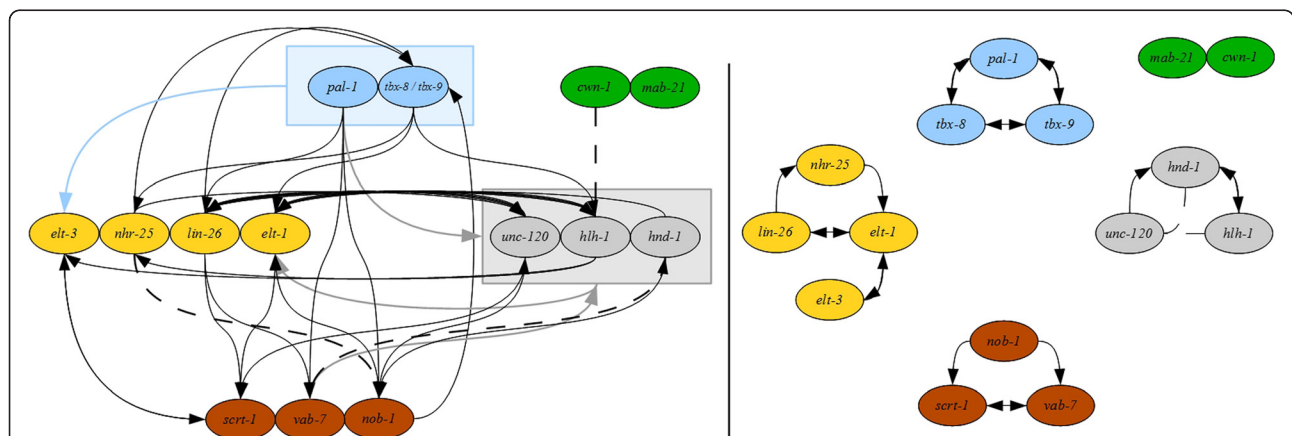 pal-1 tbx-8 / tbx-9 cwn-1 mab-21
elt-3 nhr-25 lin-26 elt-1 unc-120 hlh-1 hnd-1
scrt-1 vab-7 nob-1
pal-1 mab-21 cwn-1
tbx-8 tbx-9
nhr-25 hnd-1
lin-26 elt-1 unc-120 hlh-1
elt-3
nob-1
scrt-1 vab-7